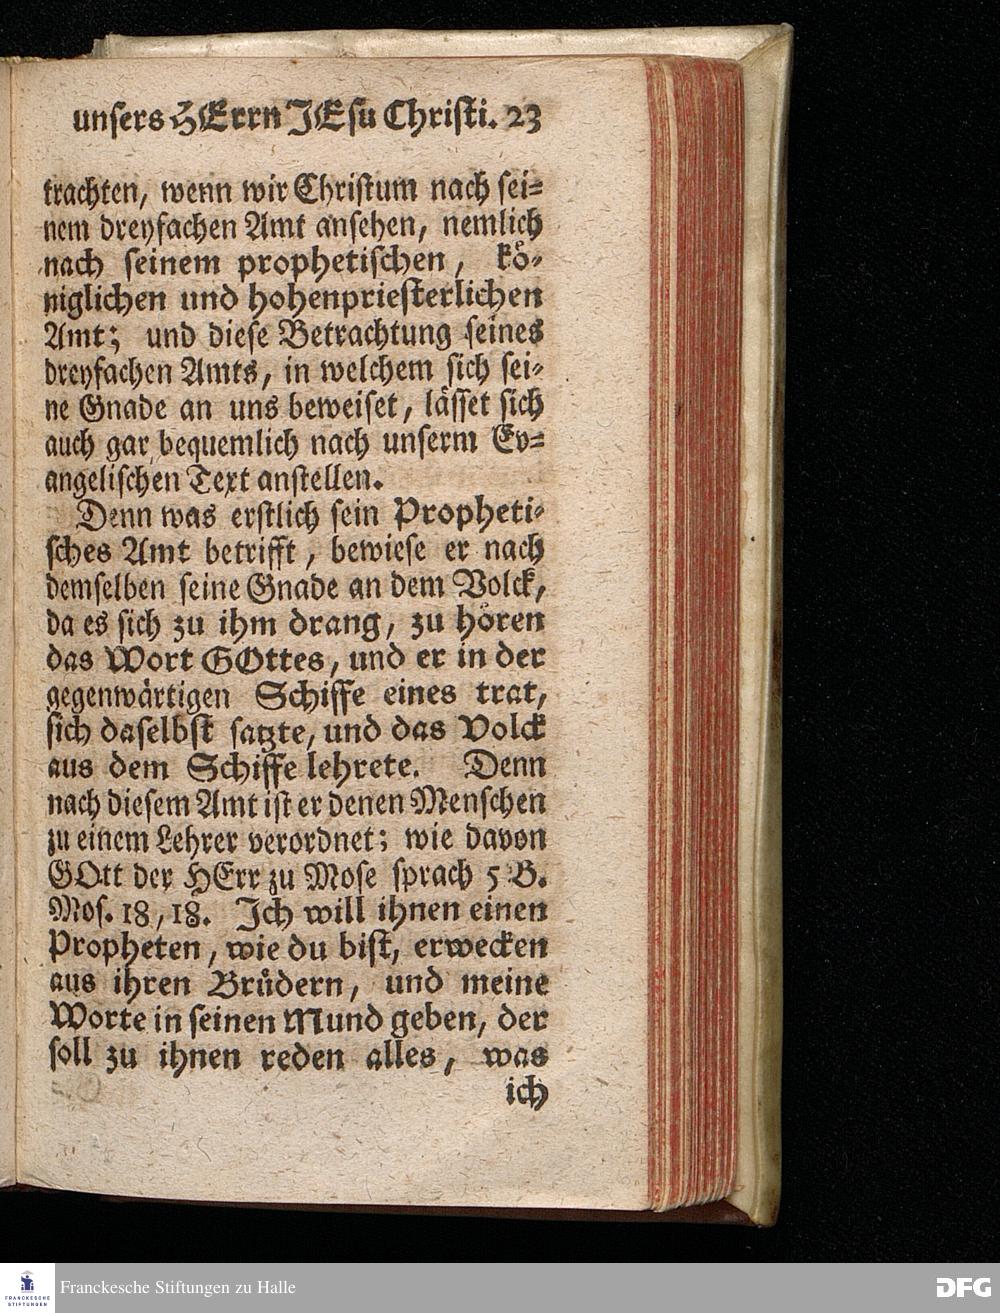 unsers HErrn JEsu Christi. 23
trachten, wenn wir Christum nach sei=
nem dreyfachen Amt ansehen, nemlich
nach seinem prophetischen, kö=
niglichen und hohenpriesterlichen
Amt; und diese Betrachtung seines
dreyfachen Amts, in welchem sich sei=
ne Gnade an uns beweiset, lässet sich
auch gar bequemlich nach unserm Ev=
angelischen Text anstellen.
Denn was erstlich sein Propheti=
sches Amt betrifft, bewiese er nach
demselben seine Gnade an dem Volck,
da es sich zu ihm drang, zu hören
das Wort GOttes, und er in der
gegenwärtigen Schiffe eines trat,
sich daselbst satzte, und das Volck
aus dem Schiffe lehrete. Denn
nach diesem Amt ist er denen Menschen
zu einem Lehrer verordnet; wie davon
GOtt der HErr zu Mose sprach 5 B.
Mos. 18, 18. Ich will ihnen einen
Propheten, wie du bist, erwecken
aus ihren Brüdern, und meine
Worte in seinen Mund geben, der
soll zu ihnen reden alles, was
ich
FRANCKESCHE STIFTUNGEN
Franckesche Stiftungen zu Halle
DFG